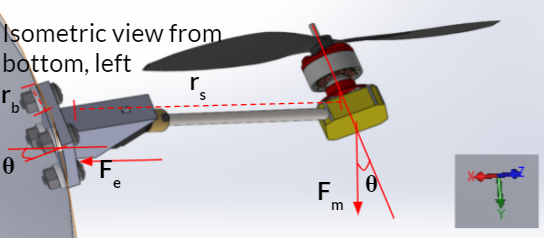 Isometric view from
bottom, left
r_s
r_b
θ
F_e
F_m
θ
X
Z
Y